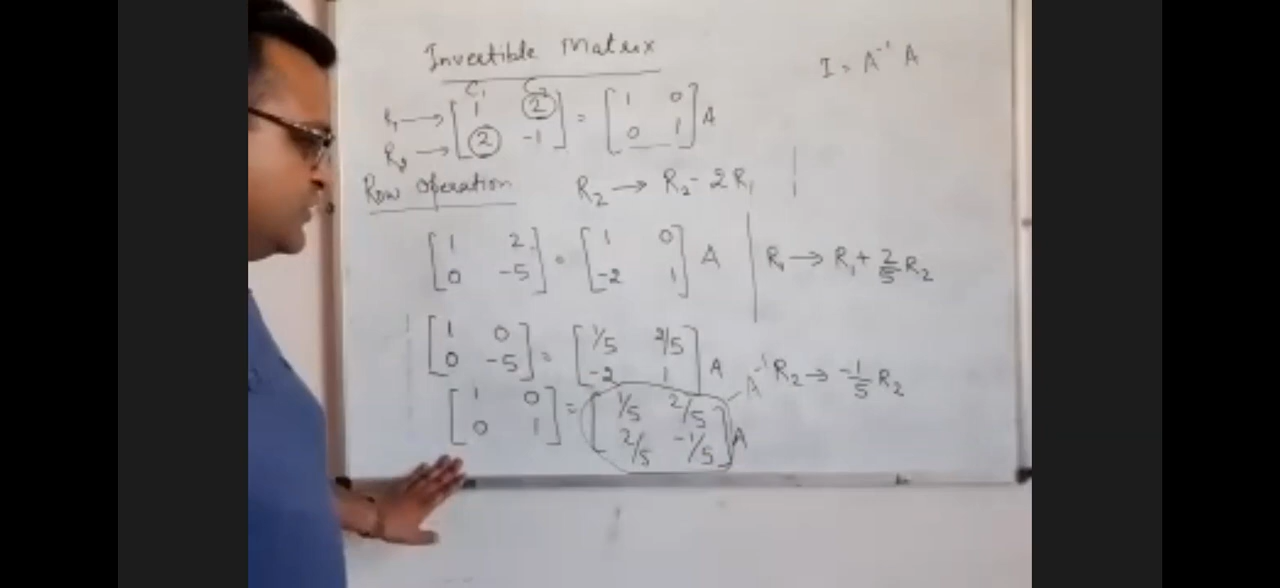 Invertible Matrix
I = A⁻¹ A
C₁ C₂
R₁ → [1 2] = [1 0] A
R₂ → [2 -1] [0 1]
Row Operation R₂ → R₂ - 2R₁
[1 2] = [1 0] A R₁ → R₁ + 2/5 R₂
[0 -5] [-2 1]
[1 0] = [1/5 2/5] A
[0 -5] [-2 1] A⁻¹ R₂ → -1/5 R₂
[1 0] = [1/5 2/5] A
[0 1] [2/5 -1/5]